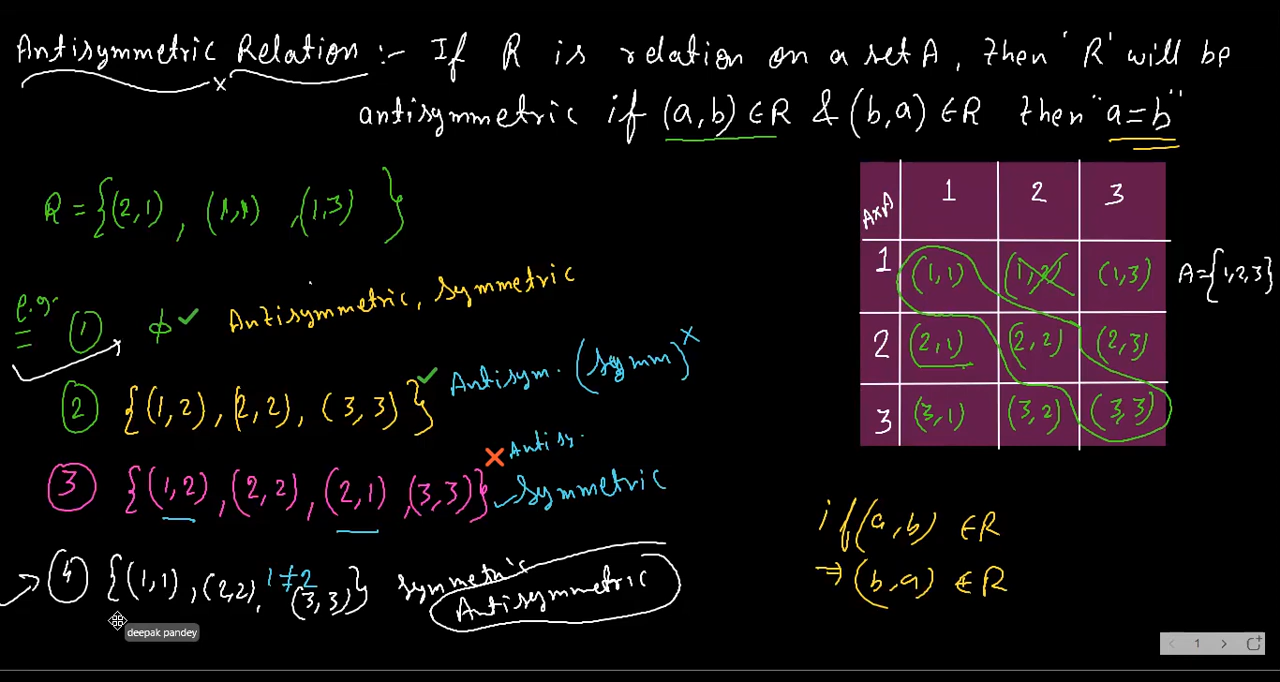 Antisymmetric Relation :- If R is relation on a set A, then 'R' will be
antisymmetric if (a,b) ∈ R & (b,a) ∈ R then "a=b"
R = {(2,1), (1,1), (1,3) }
e.g. ① φ ✓ Antisymmetric, Symmetric
② {(1,2), (2,2), (3,3)} ✓ Antisym. (Symm)ˣ
③ {(1,2), (2,2), (2,1), (3,3)} × Antisy.
✓ Symmetric
④ {(1,1), (2,2), (3,3)} 1≠2 Symmetric
Antisymmetric
deepak pandey
A×A 1 2 3
1 (1,1) (1,2) (1,3)
2 (2,1) (2,2) (2,3)
3 (3,1) (3,2) (3,3)
A={1,2,3}
if (a,b) ∈ R
⇒ (b,a) ∈ R
1